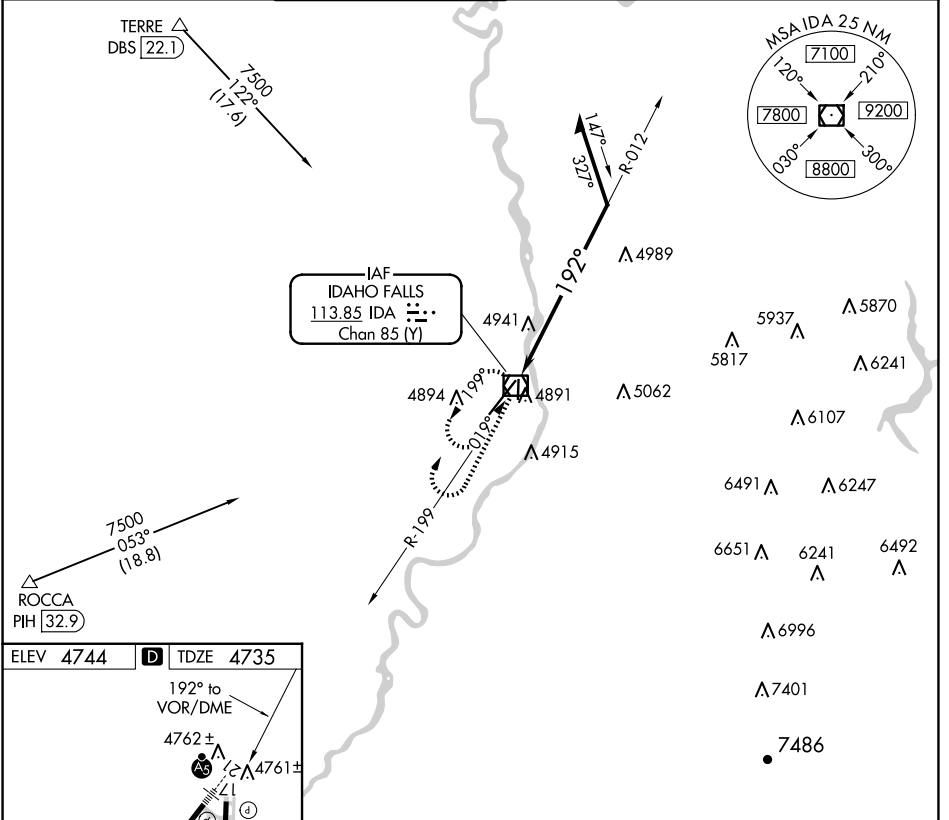 TERRE
DBS 22.1
7500
122°
(17.6)
MSA IDA 25 NM
7100
120°
210°
7800
9200
030°
300°
8800
147°
327°
R-012
192°
4989
IAF
IDAHO FALLS
113.85 IDA
Chan 85 (Y)
4941
5870
5937
5817
6241
4894
199°
4891
5062
019°
6107
4915
6491
6247
R-199
7500
053°
(18.8)
6651
6241
6492
ROCCA
PIH 32.9
6996
ELEV 4744
D
TDZE 4735
7401
192° to
VOR/DME
4762±
7486
A5
21
4761±
17
P
P